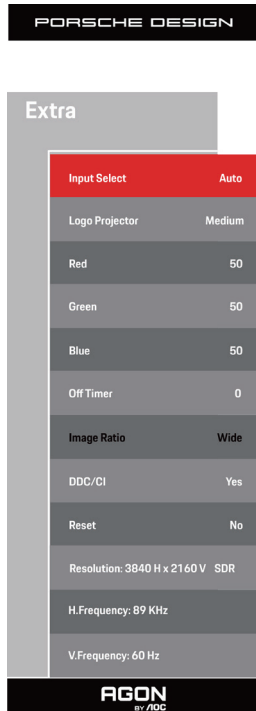 PORSCHE DESIGN
Extra
Input Select Auto
Logo Projector Medium
Red 50
Green 50
Blue 50
Off Timer 0
Image Ratio Wide
DDC/CI Yes
Reset No
Resolution: 3840 H x 2160 V SDR
H.Frequency: 89 KHz
V.Frequency: 60 Hz
AGON
BY AOC